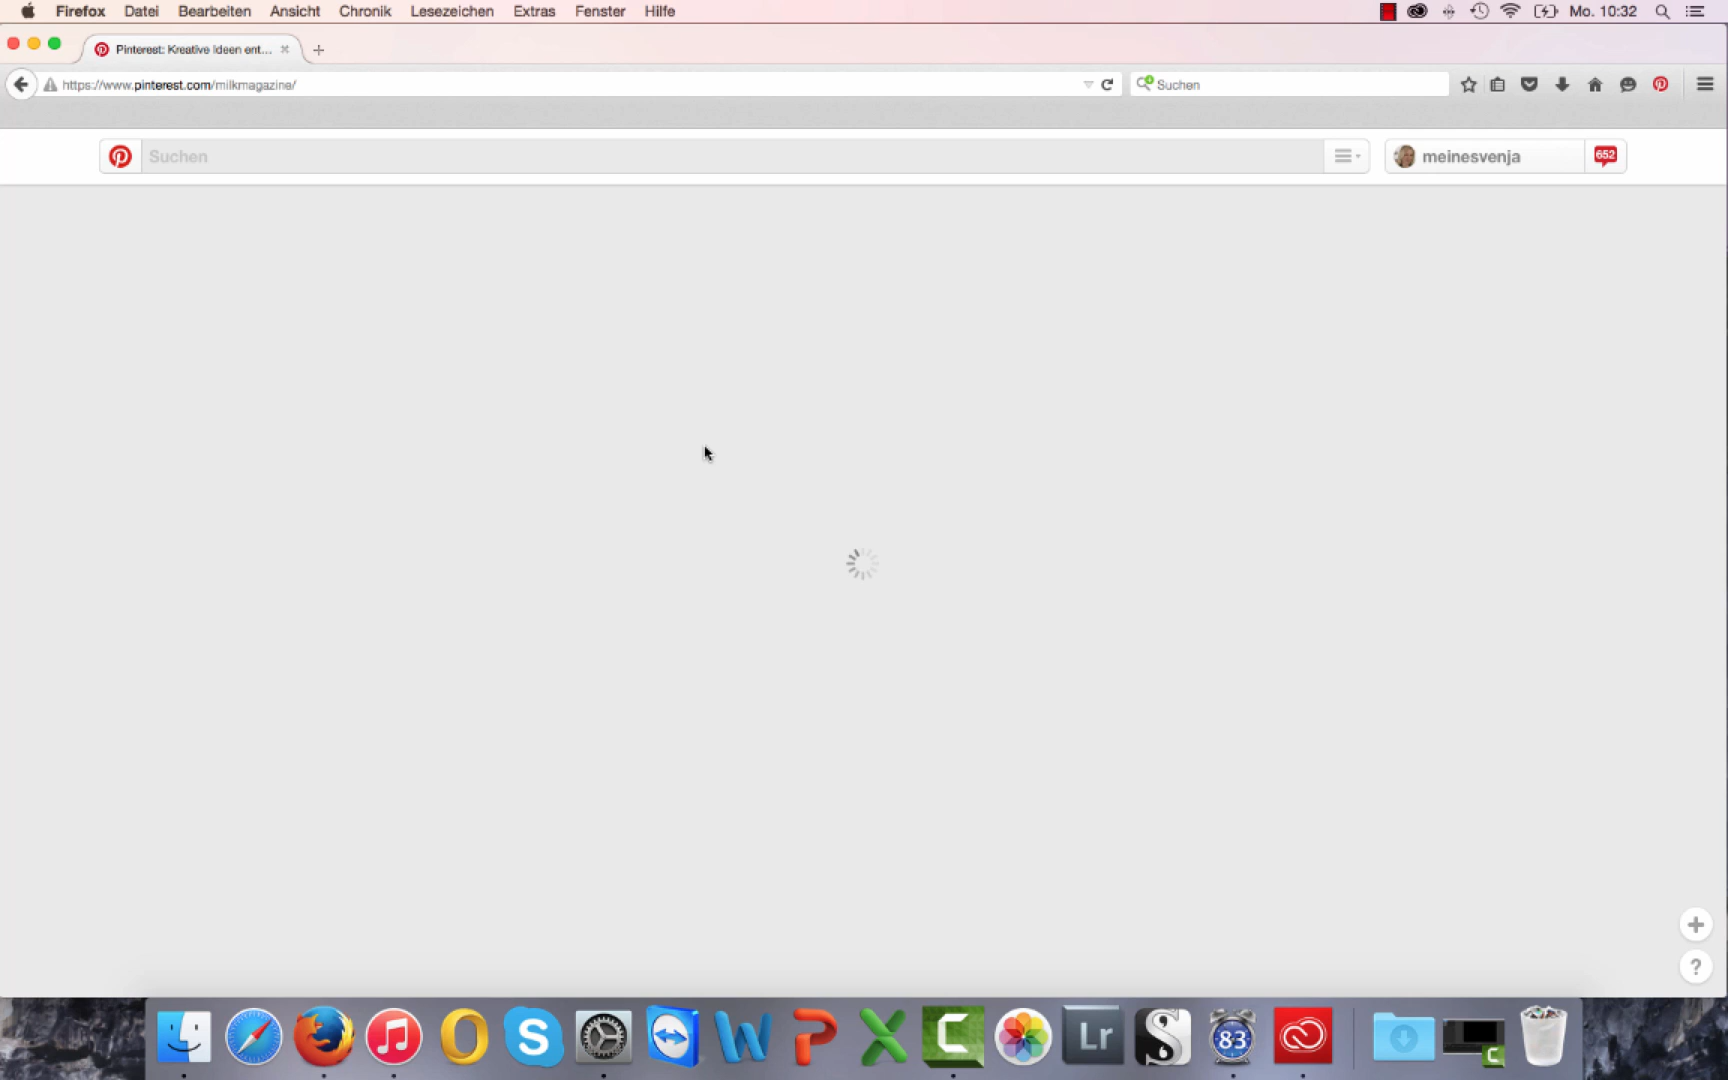 Firefox Datei Bearbeiten Ansicht Chronik Lesezeichen Extras Fenster Hilfe Mo. 10:32
Pinterest: Kreative Ideen ent...
https://www.pinterest.com/milkmagazine/ Suchen
Suchen meinesvenja 652
?
O S W P X C Lr S 83 C